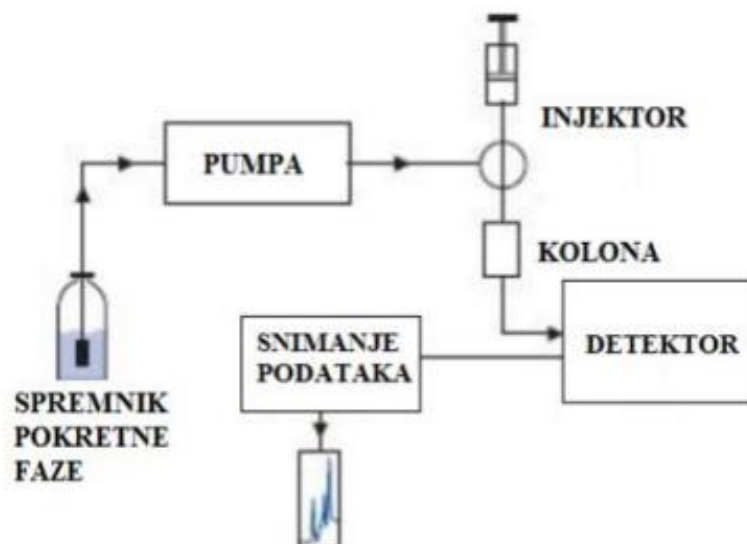 INJEKTOR
PUMPA
KOLONA
DETEKTOR
SNIMANJE
PODATAKA
SPREMNIK
POKRETNE
FAZE